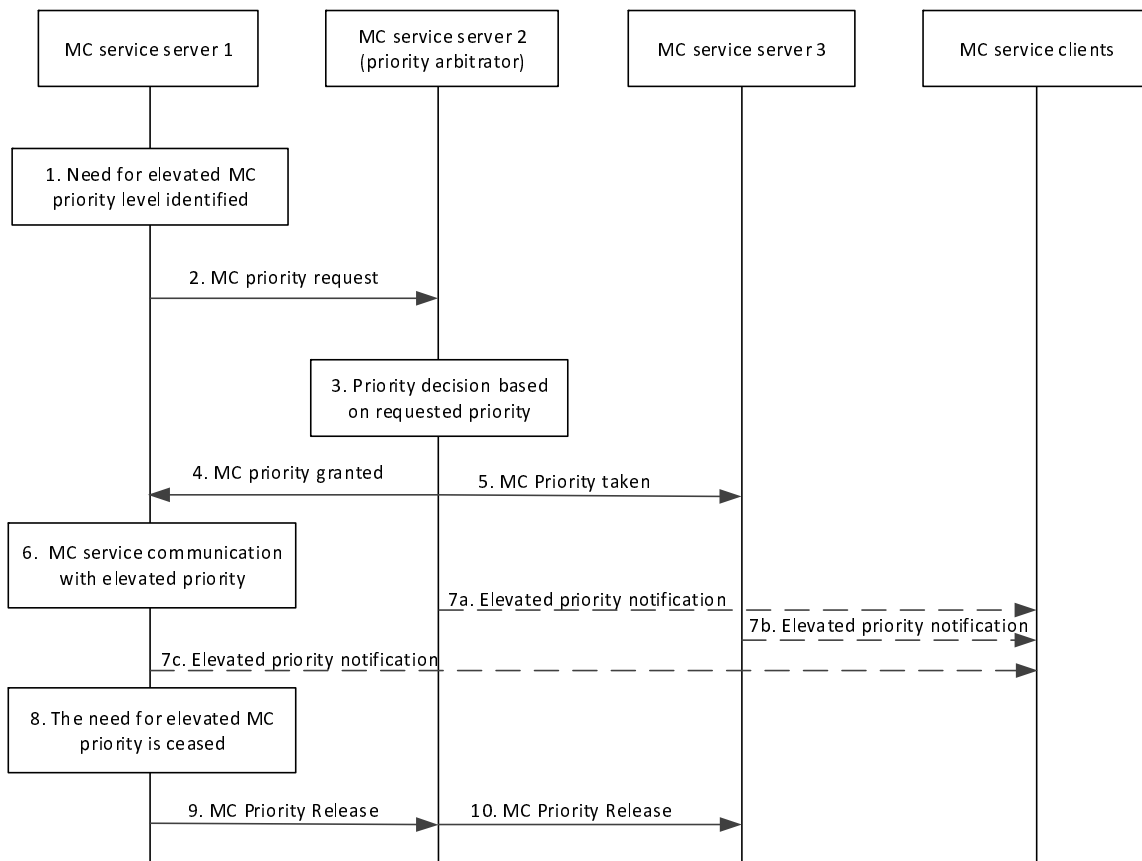 MC service server 1
MC service server 2
(priority arbitrator)
MC service server 3
MC service clients
1. Need for elevated MC
priority level identified
2. MC priority request
3. Priority decision based
on requested priority
4. MC priority granted
5. MC Priority taken
6. MC service communication
with elevated priority
7a. Elevated priority notification
7b. Elevated priority notification
7c. Elevated priority notification
8. The need for elevated MC
priority is ceased
9. MC Priority Release
10. MC Priority Release